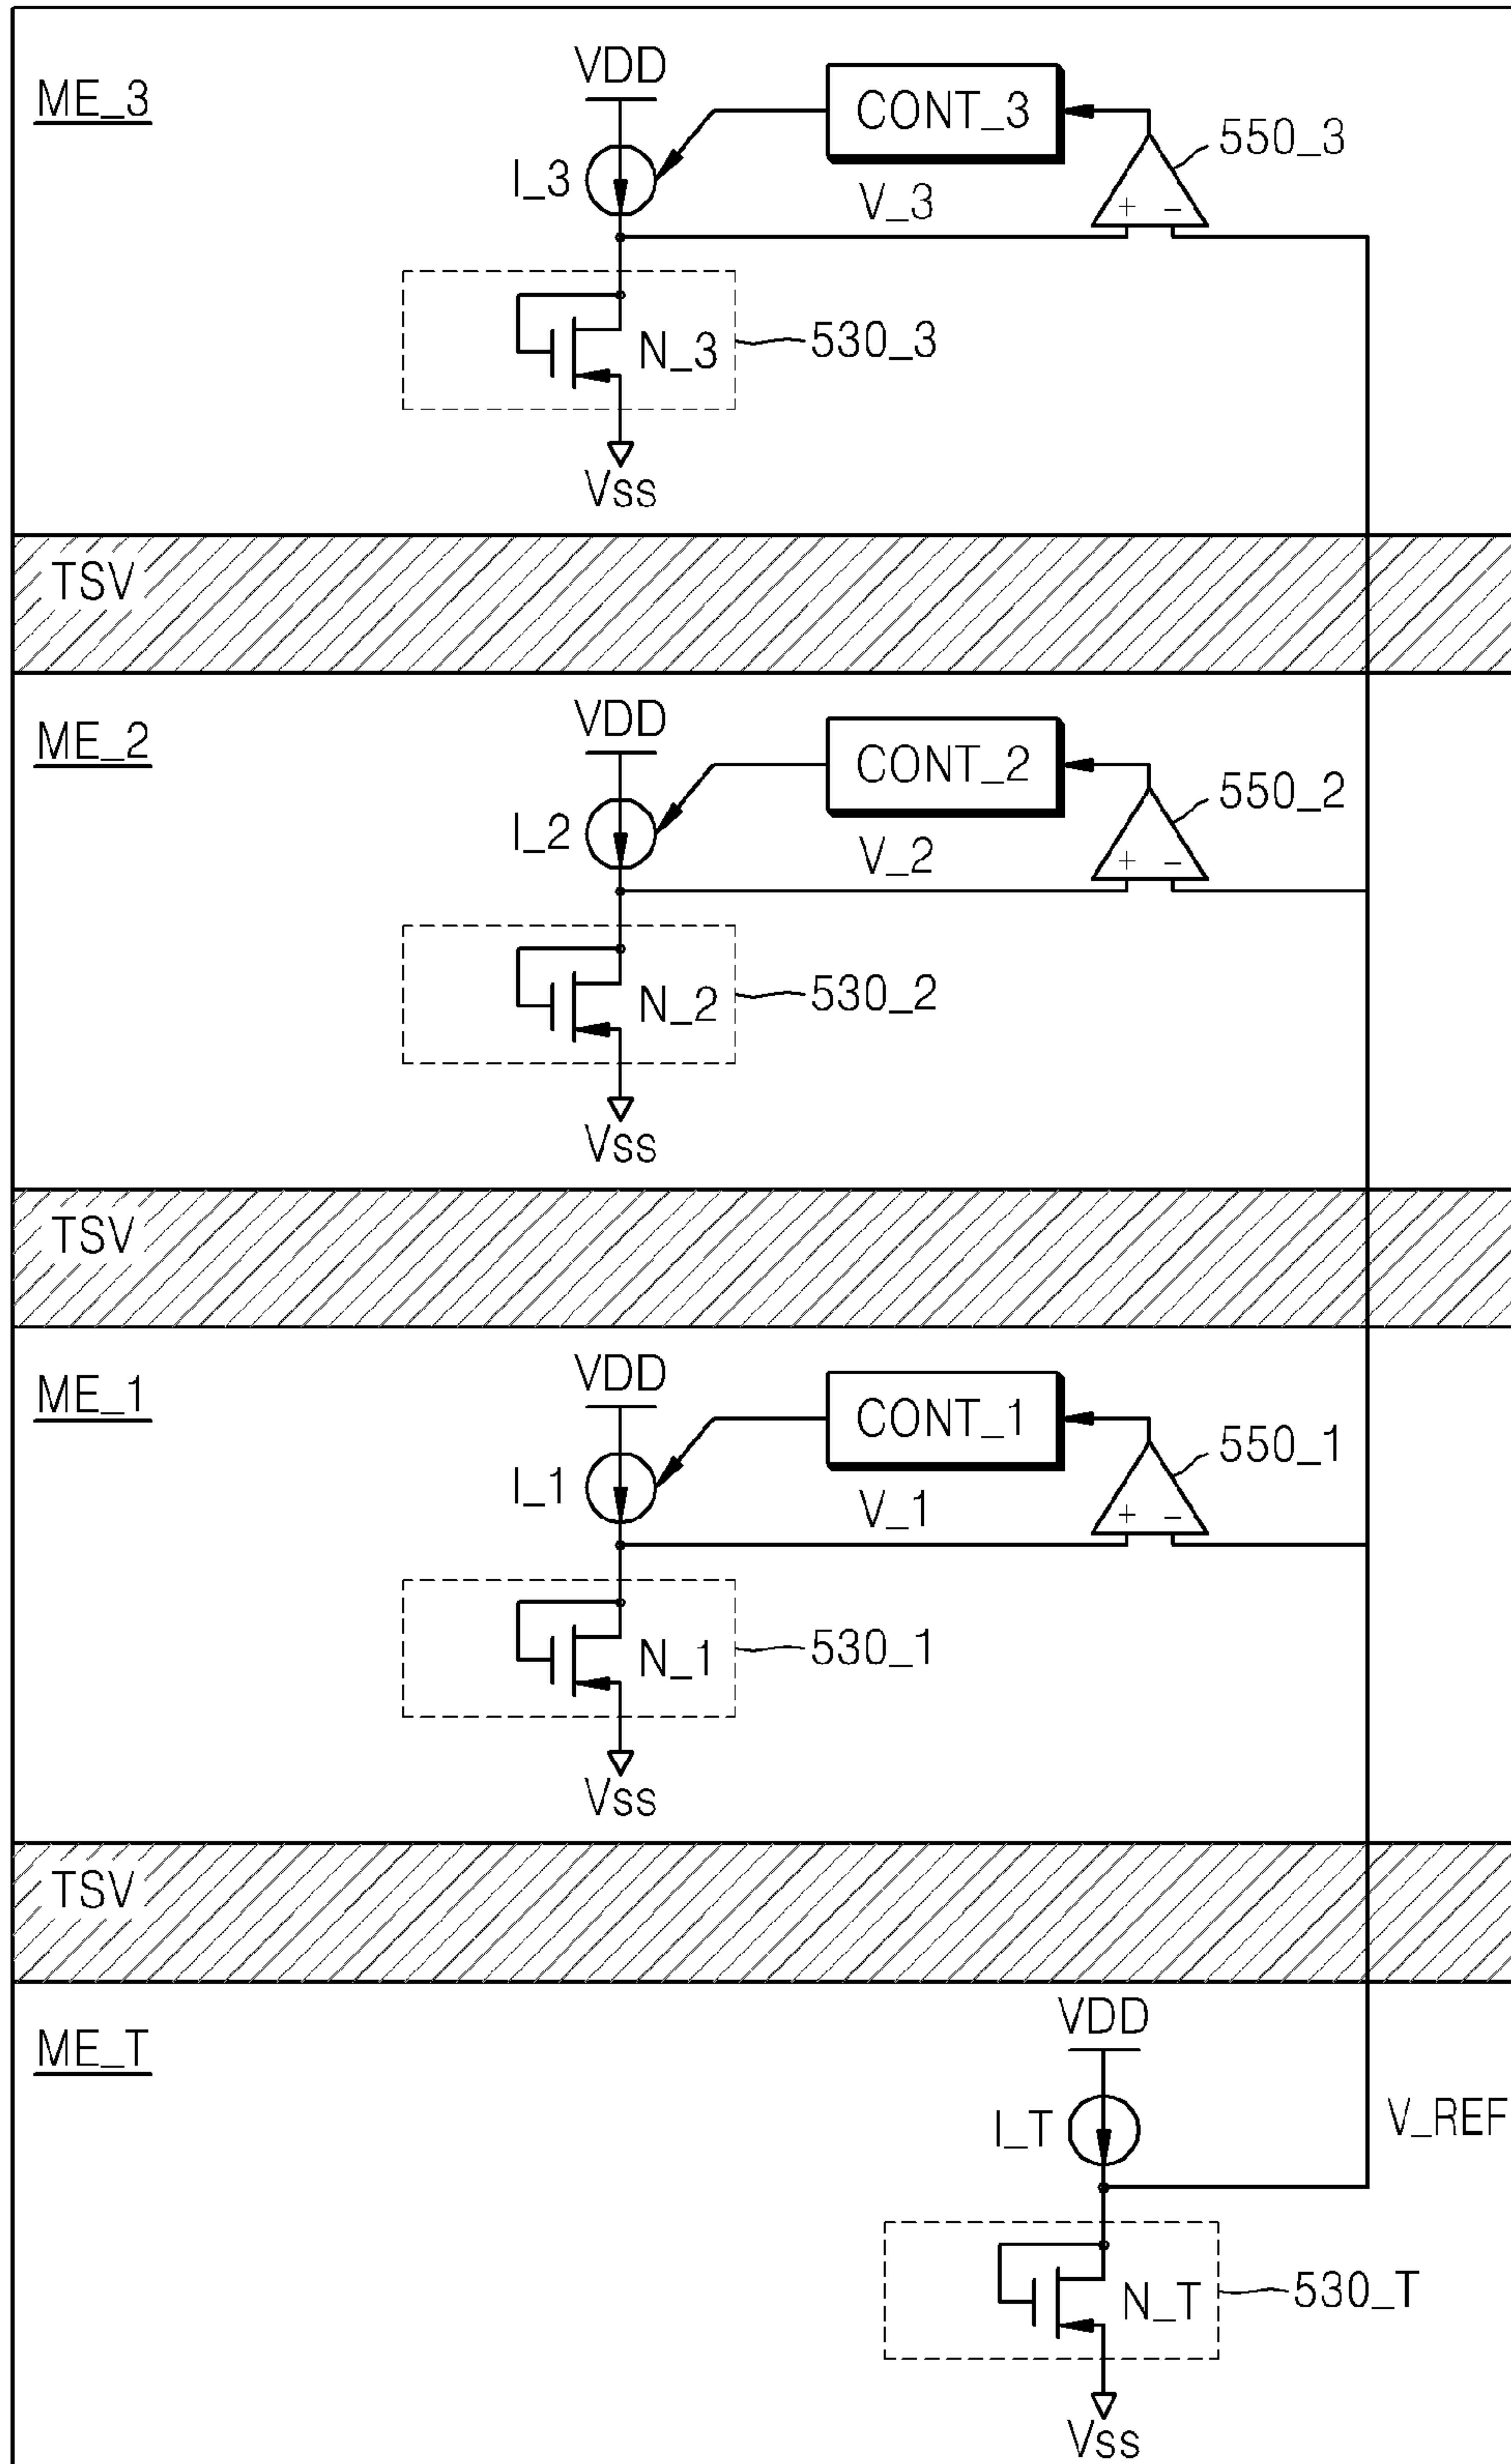 VDD
ME_3
CONT_3
550_3
I_3
V_3
+ −
N_3
530_3
Vss
TSV
VDD
ME_2
CONT_2
550_2
I_2
V_2
+ −
N_2
530_2
Vss
TSV
VDD
ME_1
CONT_1
550_1
I_1
V_1
+ −
N_1
530_1
Vss
TSV
VDD
ME_T
I_T
V_REF
N_T
530_T
Vss